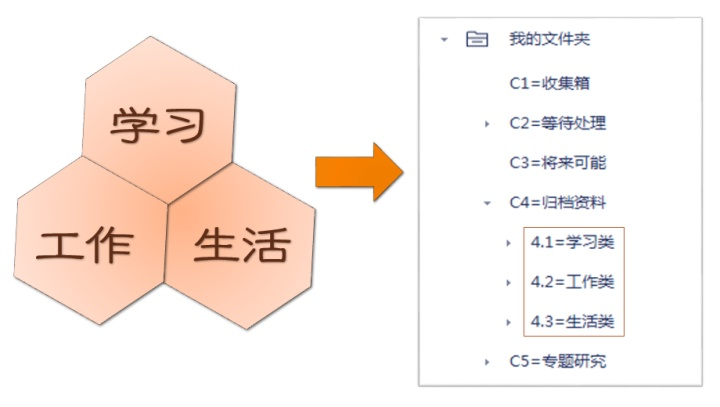 学习
工作
生活
我的文件夹
C1=收集箱
C2=等待处理
C3=将来可能
C4=归档资料
4.1=学习类
4.2=工作类
4.3=生活类
C5=专题研究